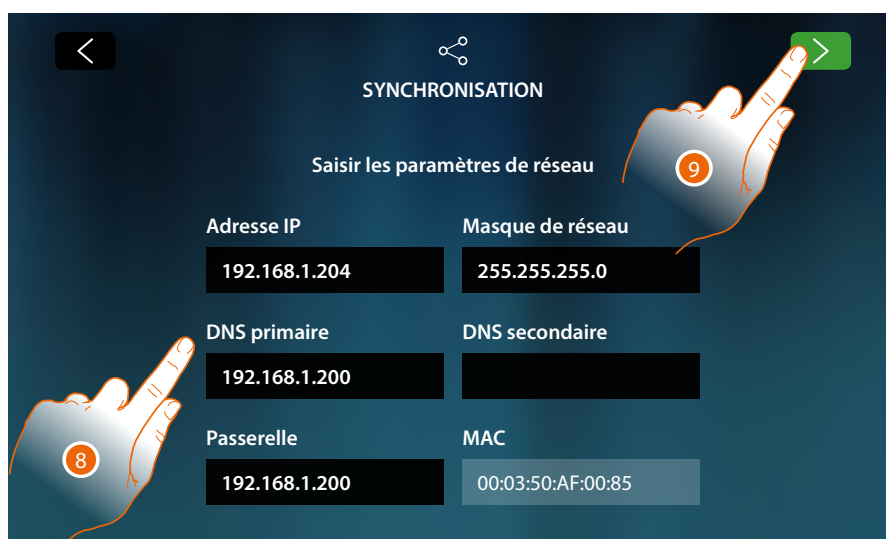 SYNCHRONISATION
Saisir les paramètres de réseau
9
Adresse IP
Masque de réseau
192.168.1.204
255.255.255.0
DNS primaire
DNS secondaire
192.168.1.200
Passerelle
MAC
8
192.168.1.200
00:03:50:AF:00:85